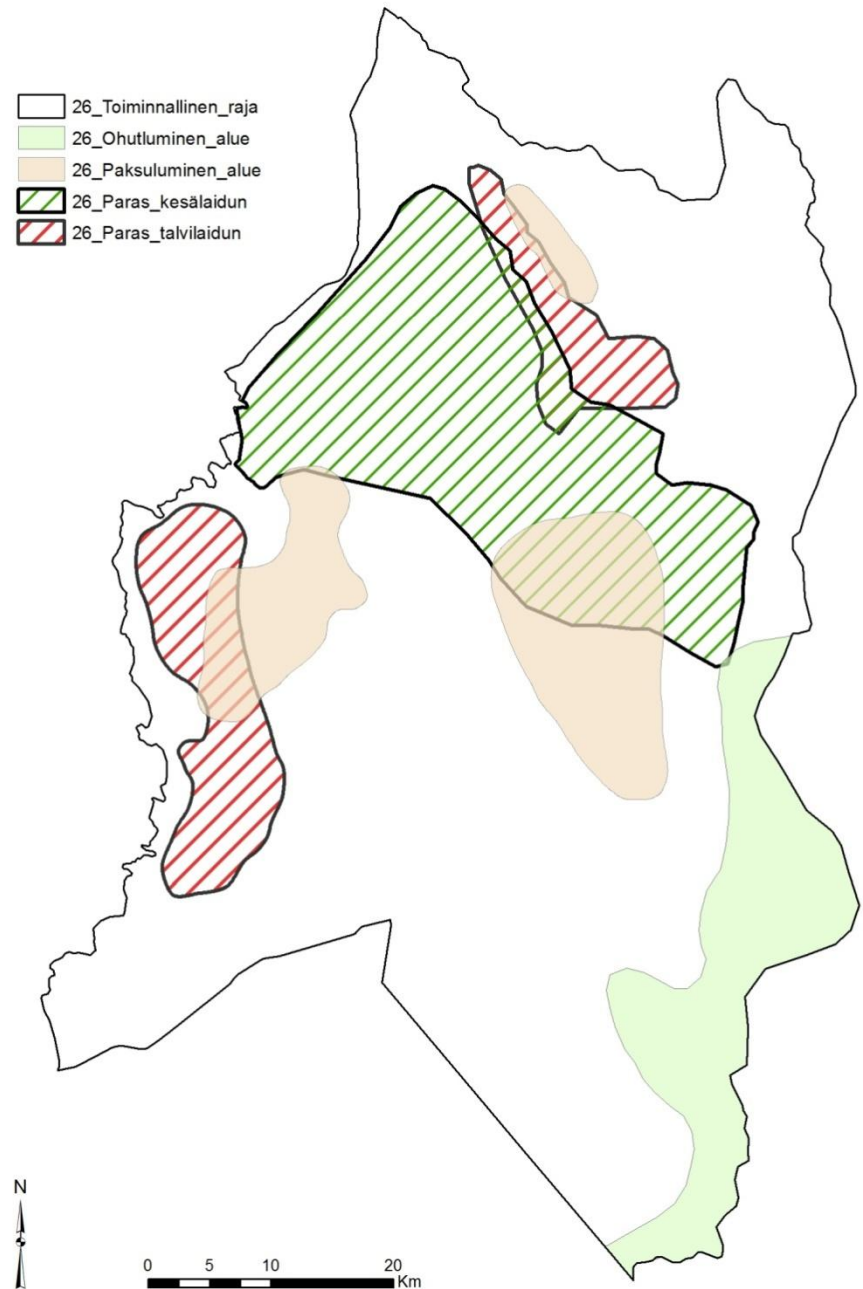 26_Toiminnallinen_raja
26_Ohutluminen_alue
26_Paksuluminen_alue
26_Paras_kesälaidun
26_Paras_talvilaidun
N
0 5 10 20
Km